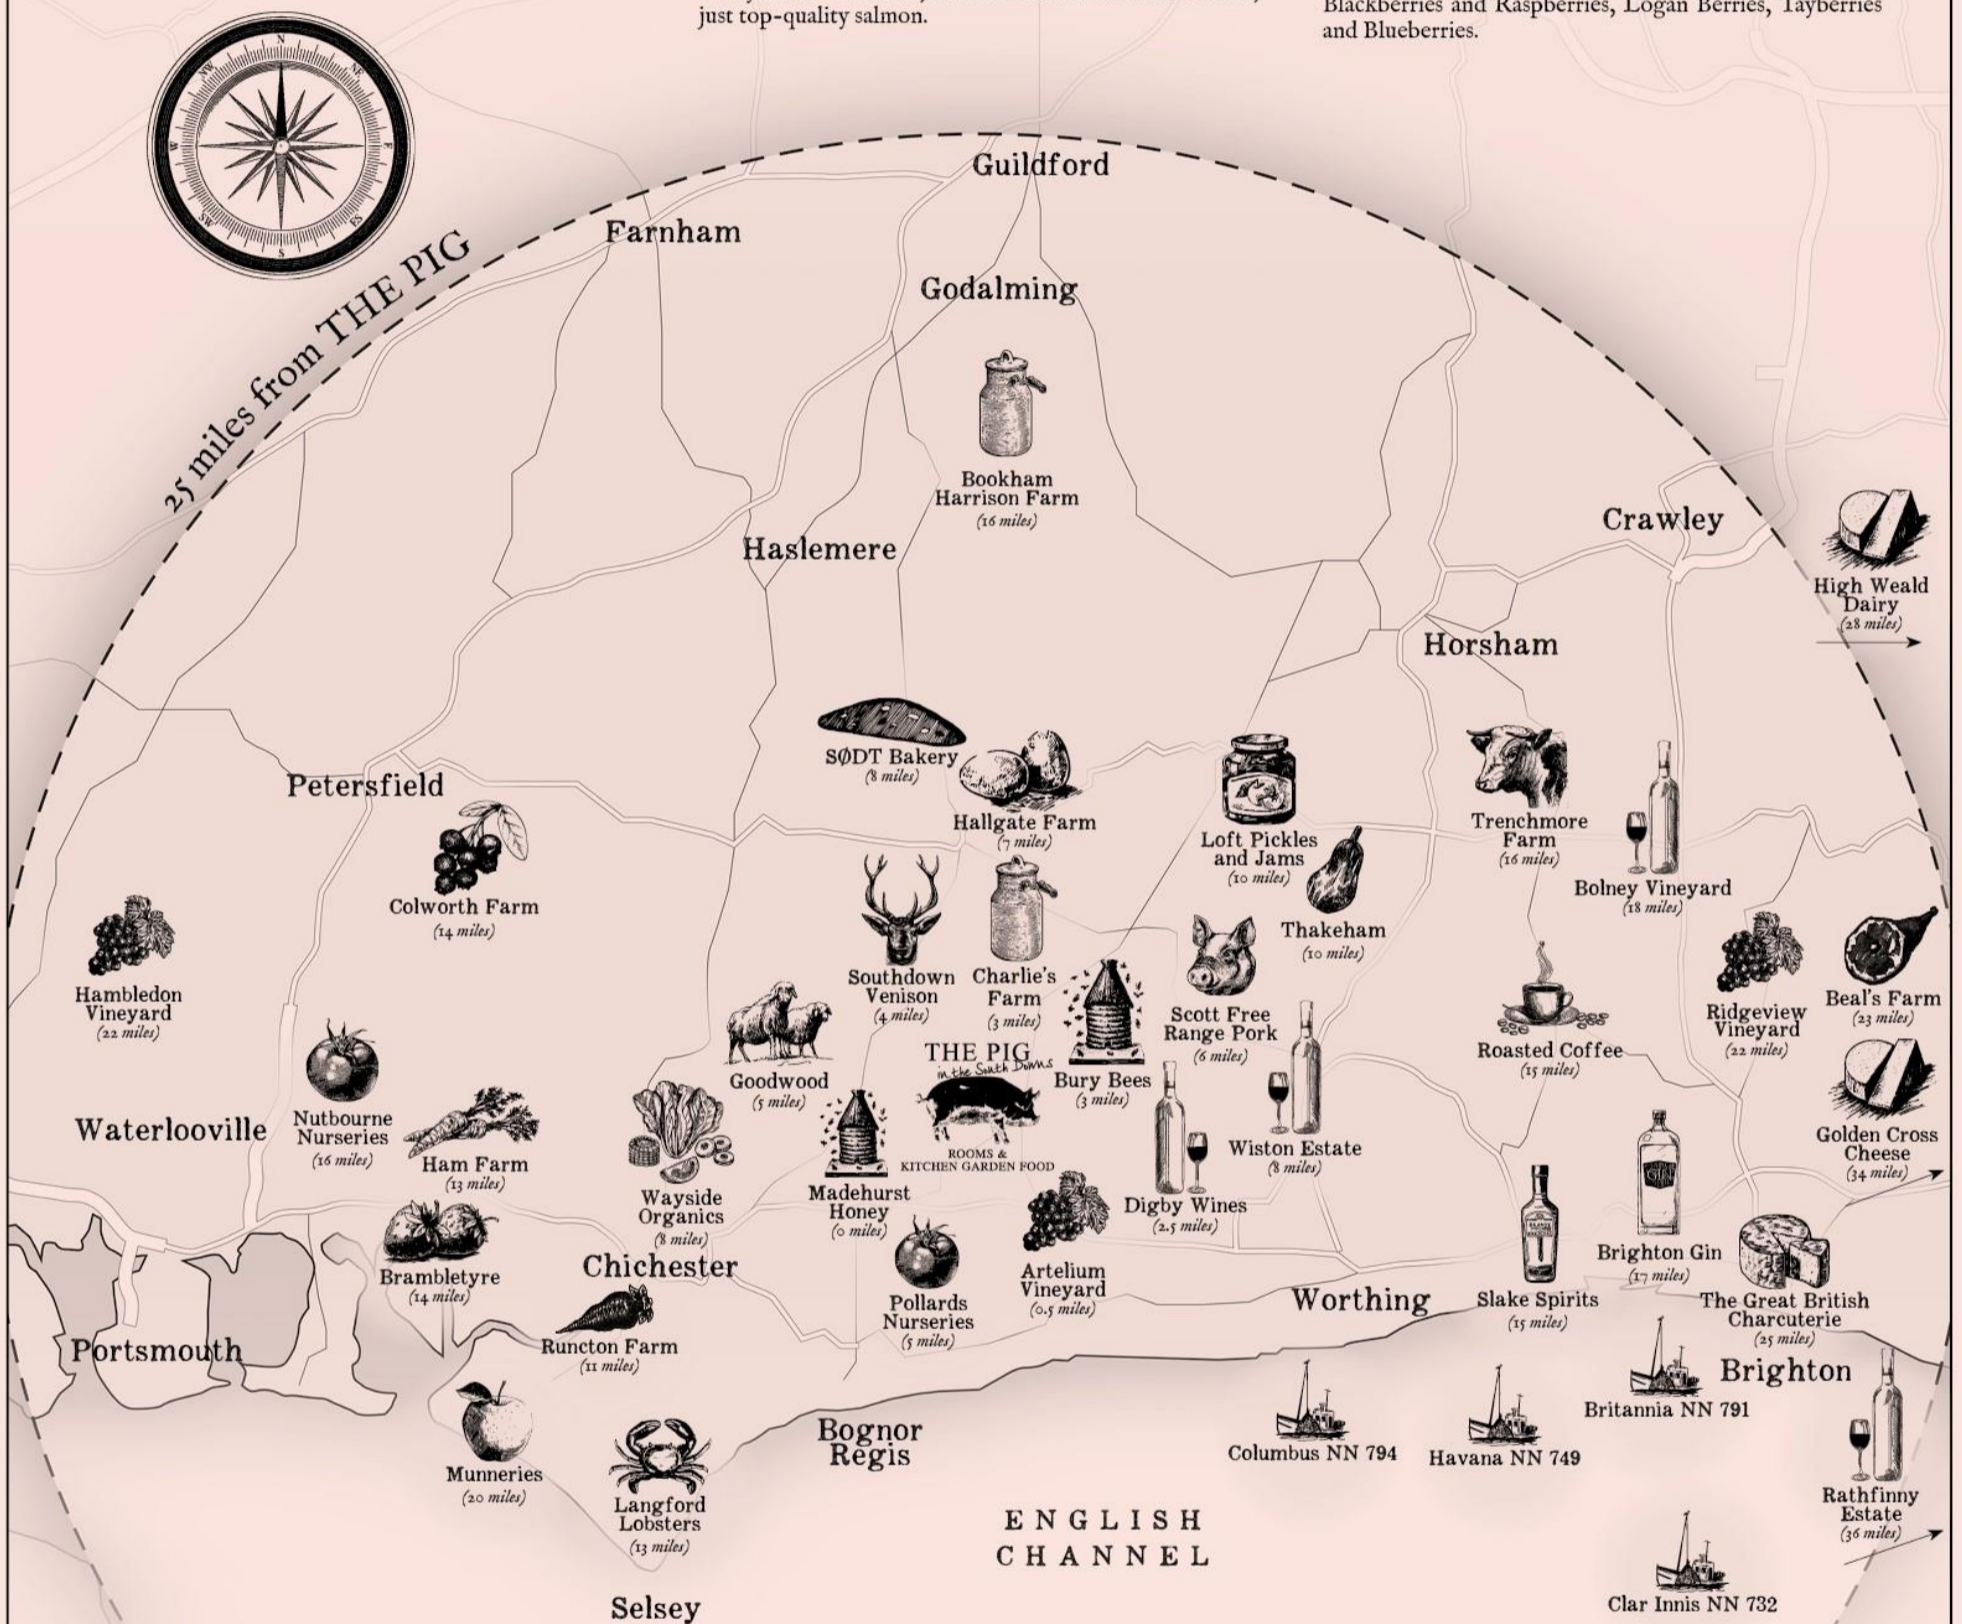 just top-quality salmon.
Blackberries and Raspberries, Logan Berries, Tayberries
and Blueberries.
N
NE
E
ES
S
SW
W
NW
25 miles from THE PIG
Guildford
Farnham
Godalming
Bookham
Harrison Farm
(16 miles)
Haslemere
Crawley
High Weald
Dairy
(28 miles)
Horsham
SØDT Bakery
(8 miles)
Petersfield
Hallgate Farm
(7 miles)
Loft Pickles
and Jams
(10 miles)
Trenchmore
Farm
(16 miles)
Bolney Vineyard
(18 miles)
Colworth Farm
(14 miles)
Thakeham
(10 miles)
Hambledon
Vineyard
(22 miles)
Southdown
Venison
(4 miles)
Charlie's
Farm
(3 miles)
Scott Free
Range Pork
(6 miles)
Ridgeview
Vineyard
(22 miles)
Beal's Farm
(23 miles)
Roasted Coffee
(15 miles)
THE PIG
in the South Downs
ROOMS &
KITCHEN GARDEN FOOD
Goodwood
(5 miles)
Bury Bees
(3 miles)
Waterlooville
Nutbourne
Nurseries
(16 miles)
Ham Farm
(13 miles)
Wiston Estate
(8 miles)
Golden Cross
Cheese
(34 miles)
Wayside
Organics
(8 miles)
Madehurst
Honey
(0 miles)
Digby Wines
(2.5 miles)
Brambletyre
(14 miles)
Chichester
Artelium
Vineyard
(0.5 miles)
Brighton Gin
(17 miles)
Pollards
Nurseries
(5 miles)
Worthing
Slake Spirits
(15 miles)
The Great British
Charcuterie
(25 miles)
Portsmouth
Runcton Farm
(11 miles)
Brighton
Britannia NN 791
Bognor
Regis
Columbus NN 794
Havana NN 749
Munneries
(20 miles)
Langford
Lobsters
(13 miles)
Rathfinny
Estate
(36 miles)
ENGLISH
CHANNEL
Selsey
Clar Innis NN 732